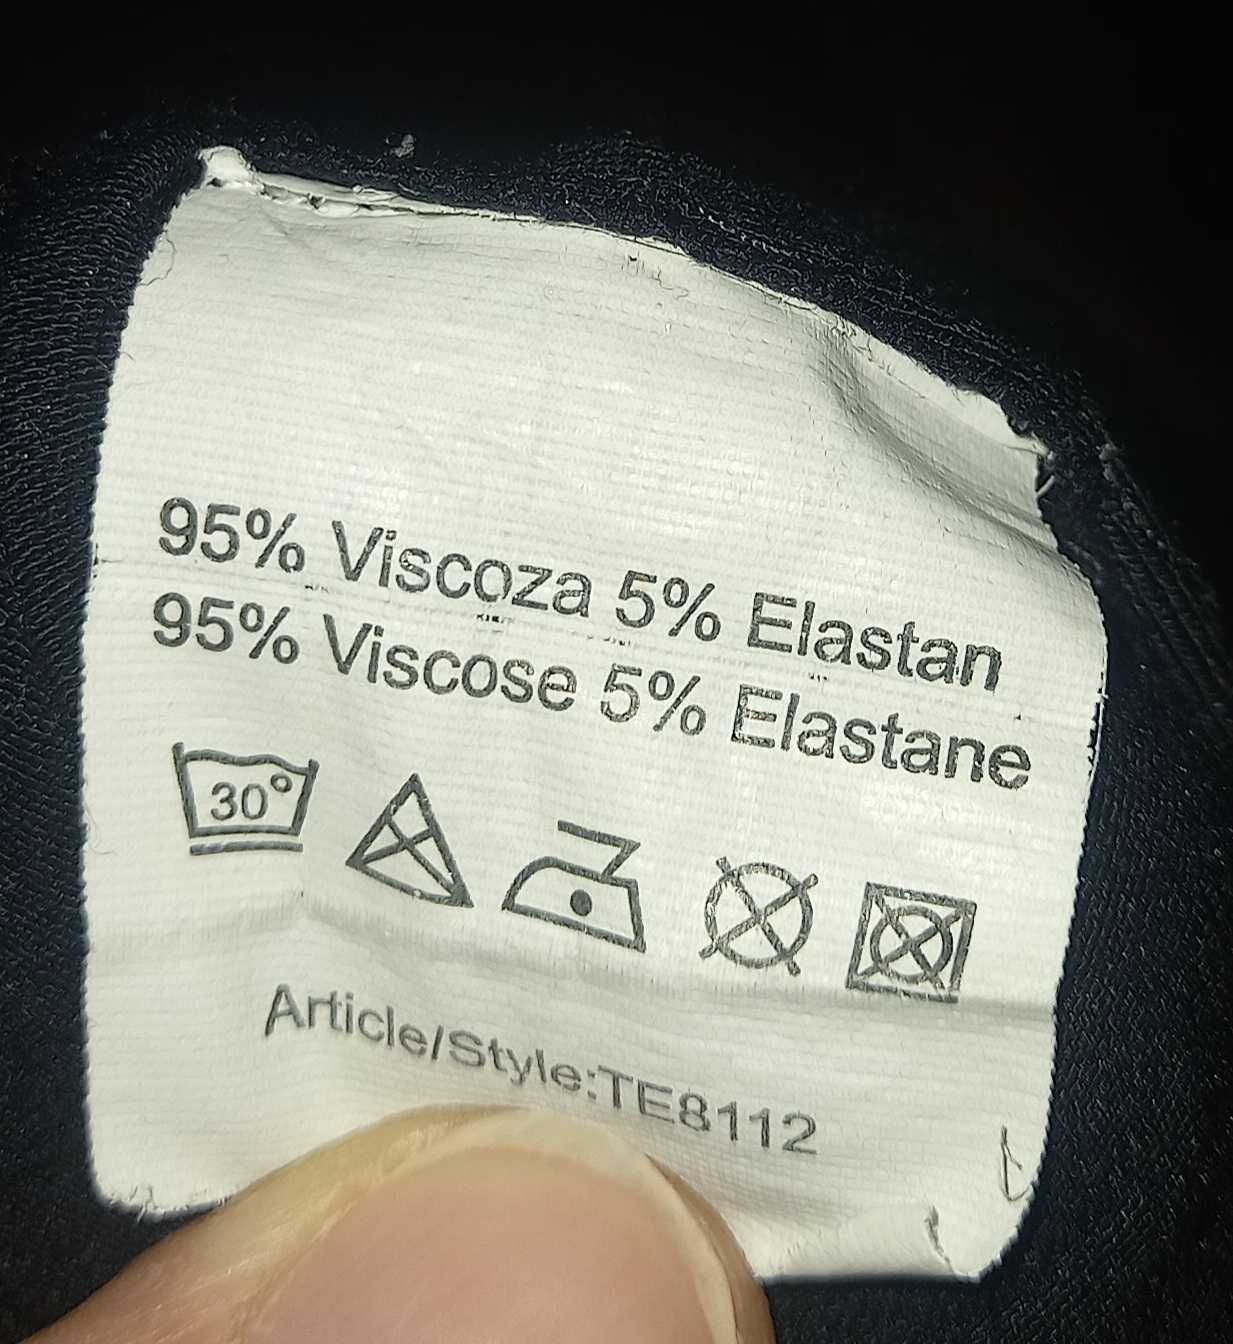 95% Viscoza 5% Elastan
95% Viscose 5% Elastane
30°
Article/Style:TE8112